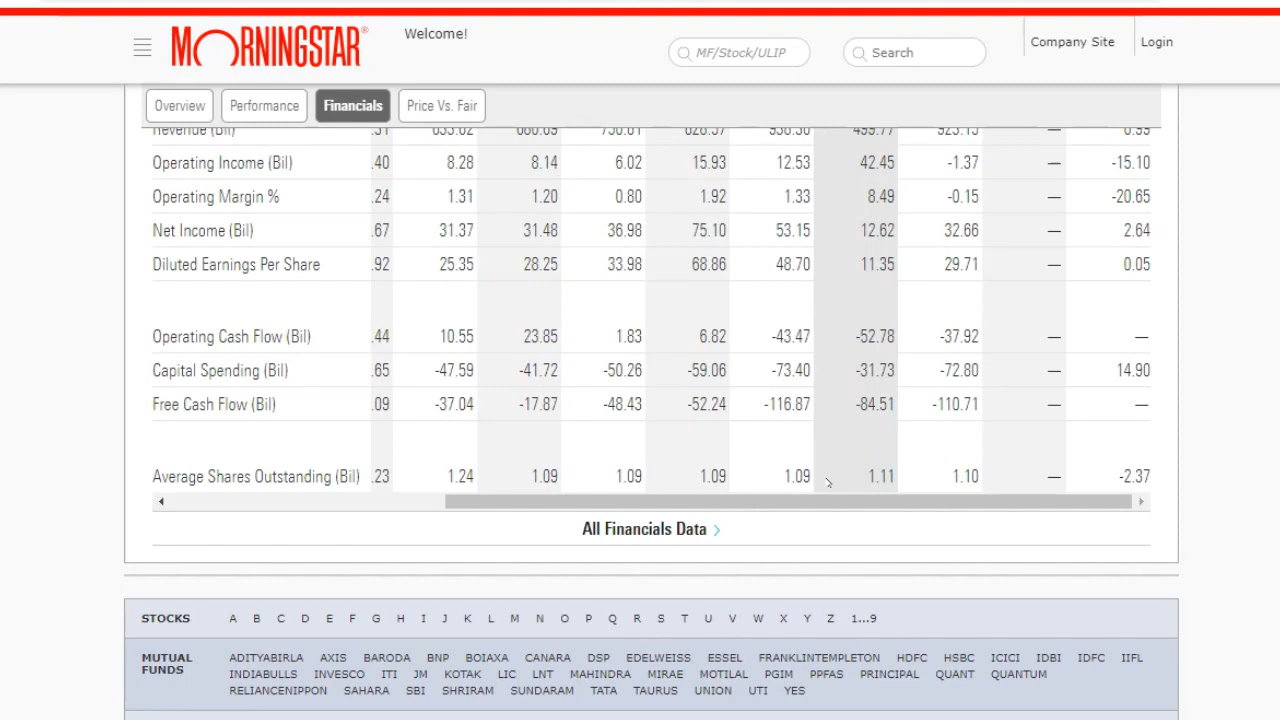 MORNINGSTAR®
Welcome!
MF/Stock/ULIP
Search
Company Site
Login
Overview Performance Financials Price Vs. Fair
Revenue (Bil)
Operating Income (Bil) .40 8.28 8.14 6.02 15.93 12.53 42.45 -1.37 — -15.10
Operating Margin % .24 1.31 1.20 0.80 1.92 1.33 8.49 -0.15 — -20.65
Net Income (Bil) .67 31.37 31.48 36.98 75.10 53.15 12.62 32.66 — 2.64
Diluted Earnings Per Share .92 25.35 28.25 33.98 68.86 48.70 11.35 29.71 — 0.05
Operating Cash Flow (Bil) .44 10.55 23.85 1.83 6.82 -43.47 -52.78 -37.92 — —
Capital Spending (Bil) .65 -47.59 -41.72 -50.26 -59.06 -73.40 -31.73 -72.80 — 14.90
Free Cash Flow (Bil) .09 -37.04 -17.87 -48.43 -52.24 -116.87 -84.51 -110.71 — —
Average Shares Outstanding (Bil) .23 1.24 1.09 1.09 1.09 1.09 1.11 1.10 — -2.37
All Financials Data
STOCKS A B C D E F G H I J K L M N O P Q R S T U V W X Y Z 1...9
MUTUAL FUNDS
ADITYABIRLA AXIS BARODA BNP BOIAXA CANARA DSP EDELWEISS ESSEL FRANKLINTEMPLETON HDFC HSBC ICICI IDBI IDFC IIFL
INDIABULLS INVESCO ITI JM KOTAK LIC LNT MAHINDRA MIRAE MOTILAL PGIM PPFAS PRINCIPAL QUANT QUANTUM
RELIANCENIPPON SAHARA SBI SHRIRAM SUNDARAM TATA TAURUS UNION UTI YES